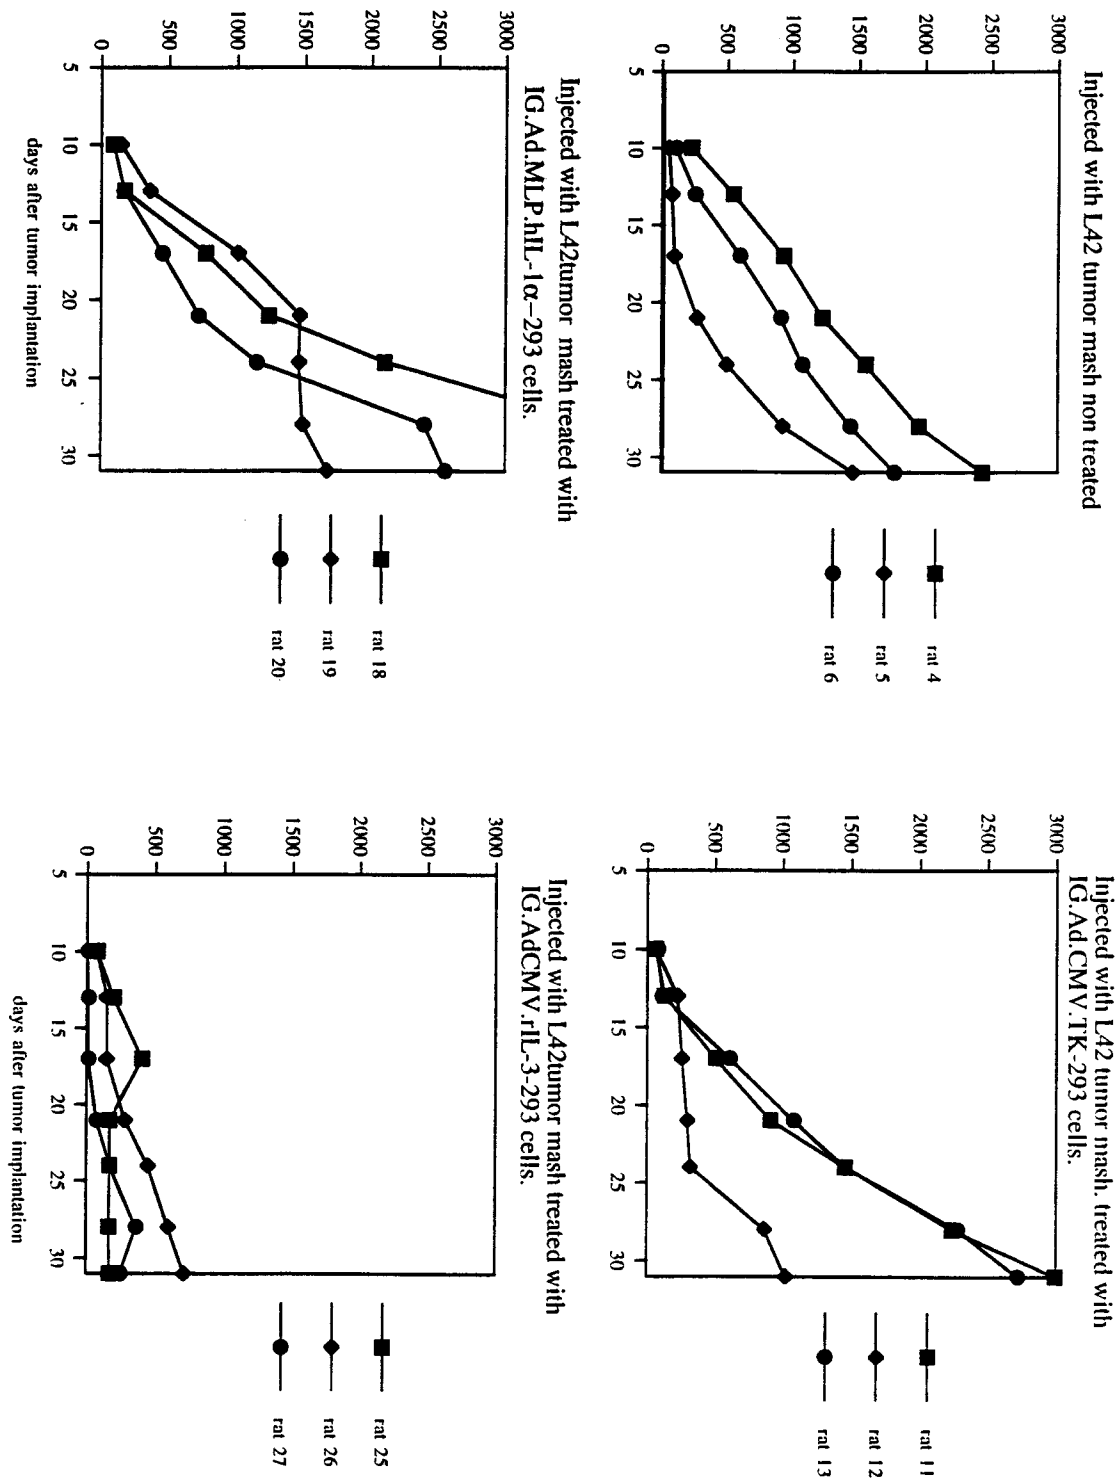 Injected with L42 tumor mash non treated
3000
2500
2000
1500
1000
500
0
5 10 15 20 25 30
rat 4
rat 5
rat 6
Injected with L42 tumor mash. treated with
IG.Ad.CMV.TK-293 cells.
3000
2500
2000
1500
1000
500
0
5 10 15 20 25 30
rat 11
rat 12
rat 13
Injected with L42tumor mash treated with
IG.Ad.MLP.hIL-1α-293 cells.
3000
2500
2000
1500
1000
500
0
5 10 15 20 25 30
days after tumor implantation
rat 18
rat 19
rat 20
Injected with L42tumor mash treated with
IG.AdCMV.rIL-3-293 cells.
3000
2500
2000
1500
1000
500
0
5 10 15 20 25 30
days after tumor implantation
rat 25
rat 26
rat 27